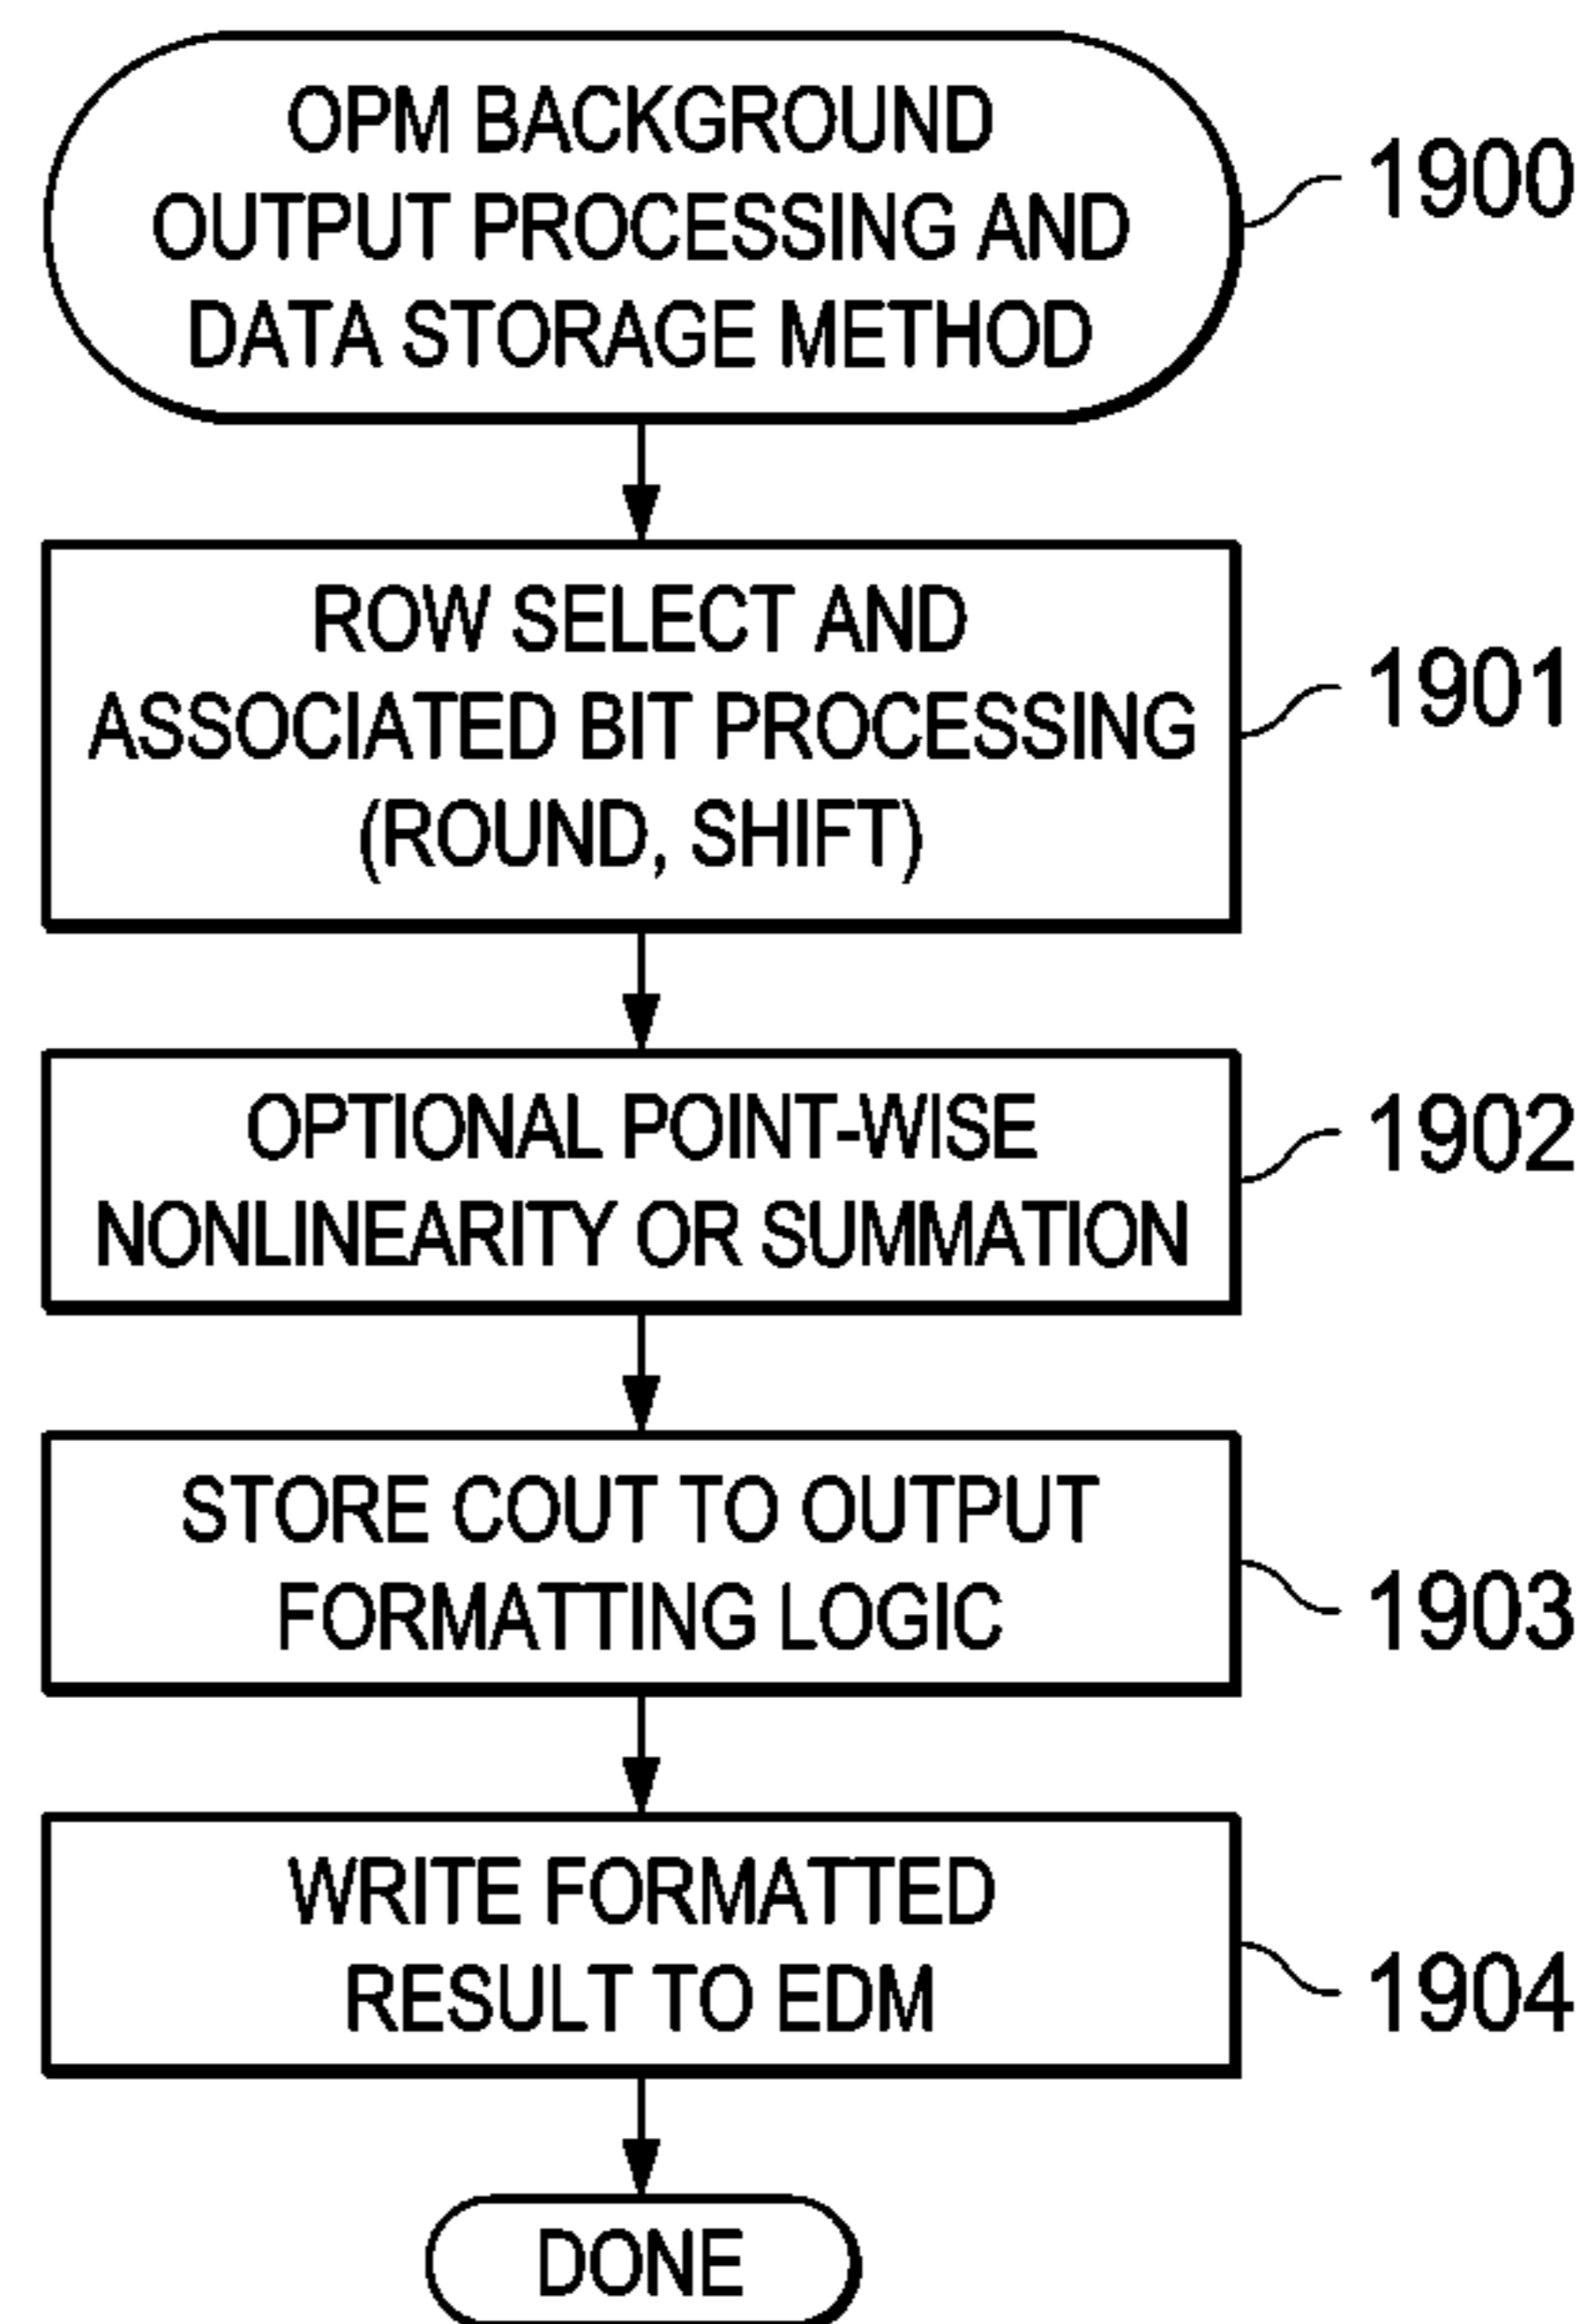 OPM BACKGROUND
OUTPUT PROCESSING AND
DATA STORAGE METHOD
1900
ROW SELECT AND
ASSOCIATED BIT PROCESSING
(ROUND, SHIFT)
1901
OPTIONAL POINT-WISE
NONLINEARITY OR SUMMATION
1902
STORE COUT TO OUTPUT
FORMATTING LOGIC
1903
WRITE FORMATTED
RESULT TO EDM
1904
DONE